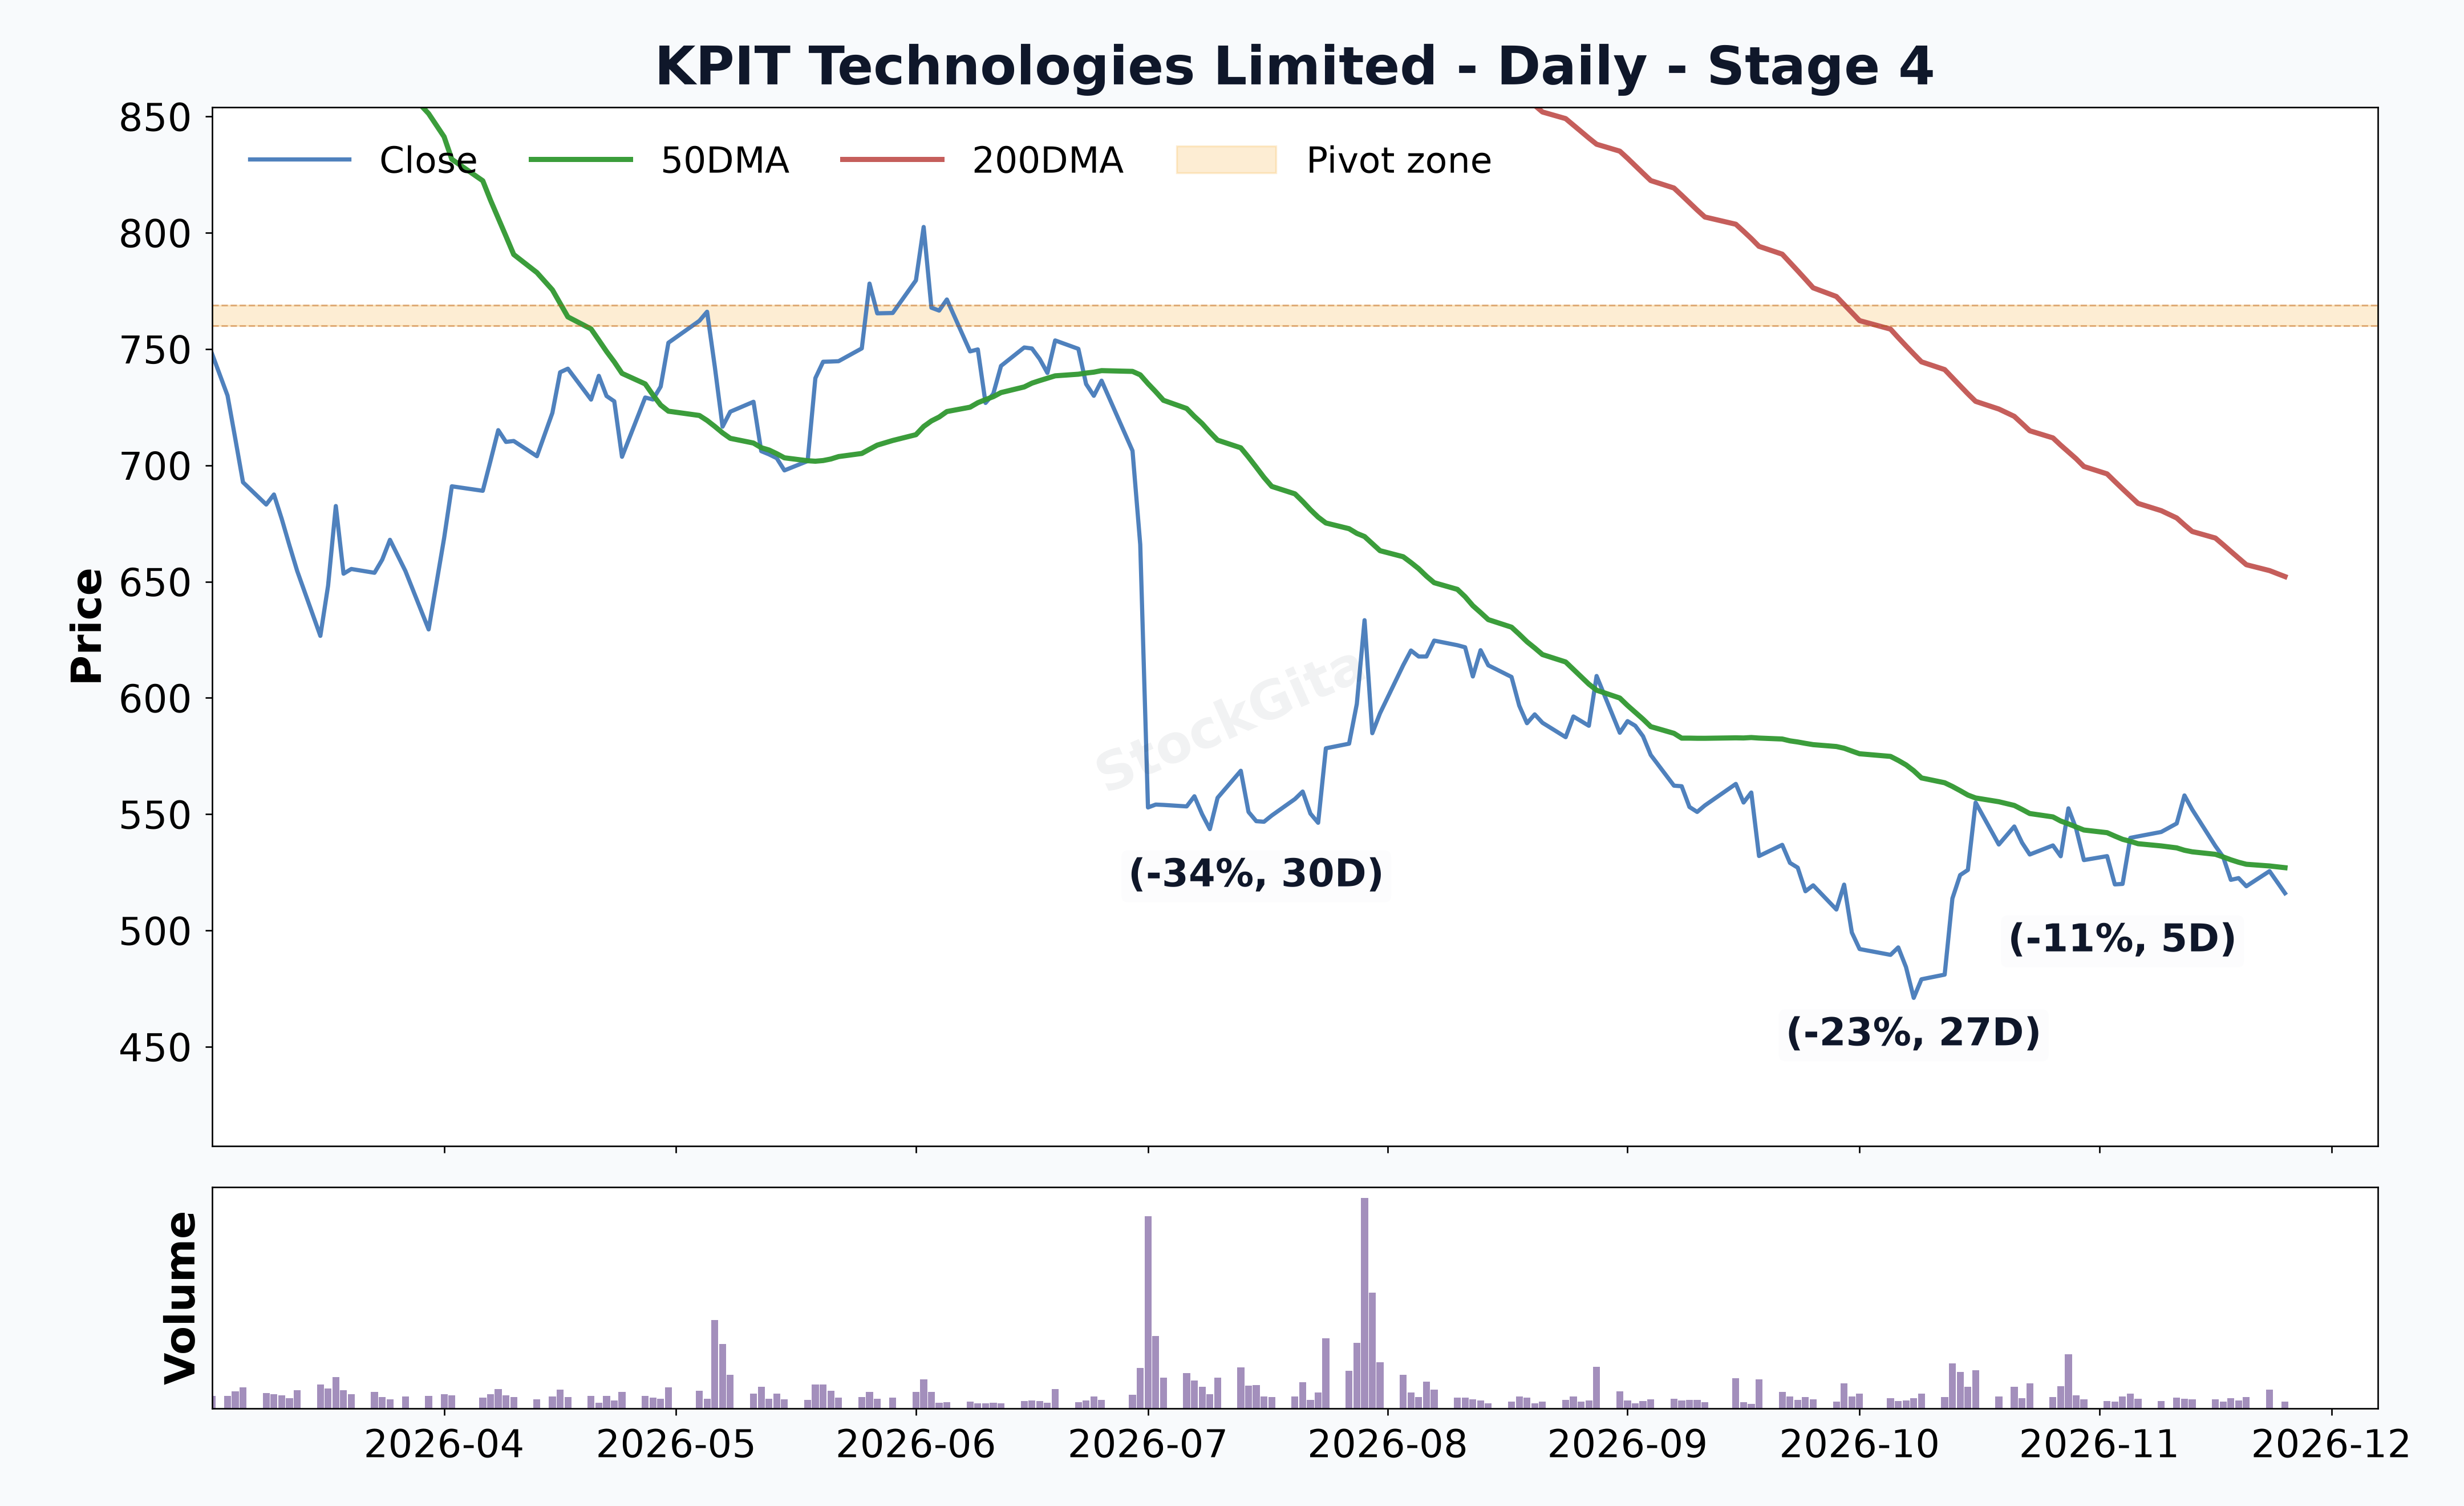 KPIT Technologies Limited - Daily - Stage 4
Close 50DMA 200DMA Pivot zone
850
800
750
700
650
600
550
500
450
Price
StockGita
(-34%, 30D)
(-11%, 5D)
(-23%, 27D)
Volume
2026-04 2026-05 2026-06 2026-07 2026-08 2026-09 2026-10 2026-11 2026-12